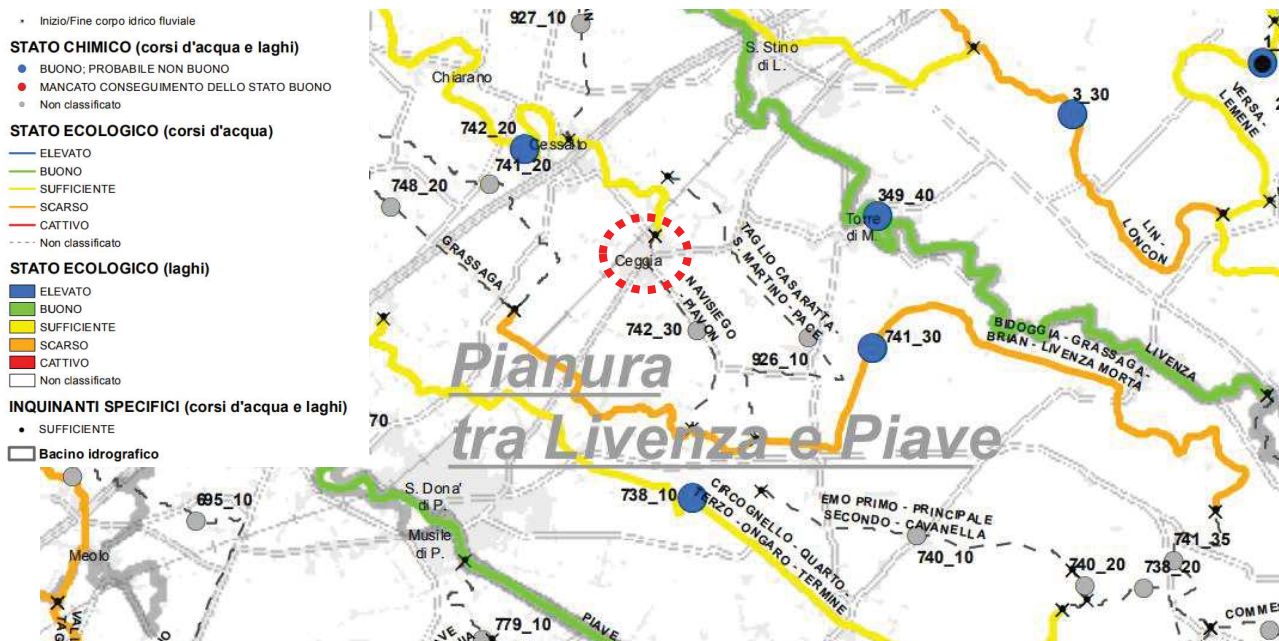 Inizio/Fine corpo idrico fluviale
STATO CHIMICO (corsi d'acqua e laghi)
BUONO; PROBABILE NON BUONO
MANCATO CONSEGUIMENTO DELLO STATO BUONO
Non classificato
STATO ECOLOGICO (corsi d'acqua)
ELEVATO
BUONO
SUFFICIENTE
SCARSO
CATTIVO
Non classificato
STATO ECOLOGICO (laghi)
ELEVATO
BUONO
SUFFICIENTE
SCARSO
CATTIVO
Non classificato
INQUINANTI SPECIFICI (corsi d'acqua e laghi)
SUFFICIENTE
Bacino idrografico
927_10
S. Stino
di L.
Chiarano
3_30
VERSA -
LEMENE
742_20
Cessalto
741_20
748_20
349_40
Torre
di M.
LIN -
LONCON
GRASSAGA
Ceggia
TAGLIO CASARATTA -
S. MARTINO - PACE
NAVISIEGO
- PIAVON
742_30
926_10
741_30
BIDOGGIA - GRASSAGA -
BRIAN - LIVENZA MORTA
LIVENZA
Pianura
tra Livenza e Piave
70
S. Dona'
di P.
Musile
di P.
738_10
CIRCOGNELLO - QUARTO -
TERZO - ONGARO - TERMINE
EMO PRIMO - PRINCIPALE
SECONDO - CAVANELLA
740_10
741_35
740_20
738_20
695_10
Meolo
779_10
PIAVE
COMME